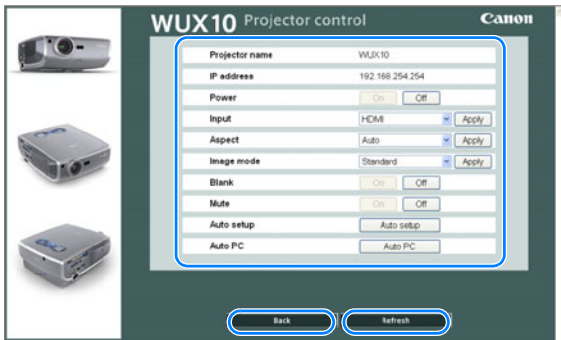 WUX10 Projector control Canon
Projector name WUX10
IP address 192.168.254.254
Power On Off
Input HDMI Apply
Aspect Auto Apply
Image mode Standard Apply
Blank On Off
Mute On Off
Auto setup Auto setup
Auto PC Auto PC
Back Refresh